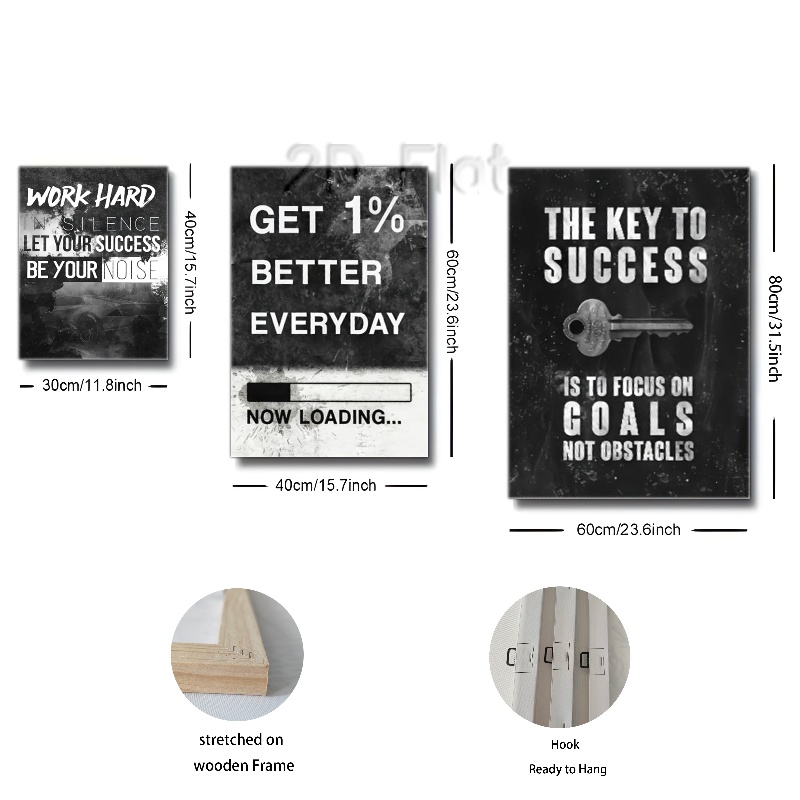 2D Flat
WORK HARD
IN SILENCE
LET YOUR SUCCESS
BE YOUR NOISE
40cm/15.7inch
30cm/11.8inch
GET 1%
BETTER
EVERYDAY
NOW LOADING...
60cm/23.6inch
40cm/15.7inch
THE KEY TO
SUCCESS
IS TO FOCUS ON
GOALS
NOT OBSTACLES
80cm/31.5inch
60cm/23.6inch
stretched on
wooden Frame
Hook
Ready to Hang